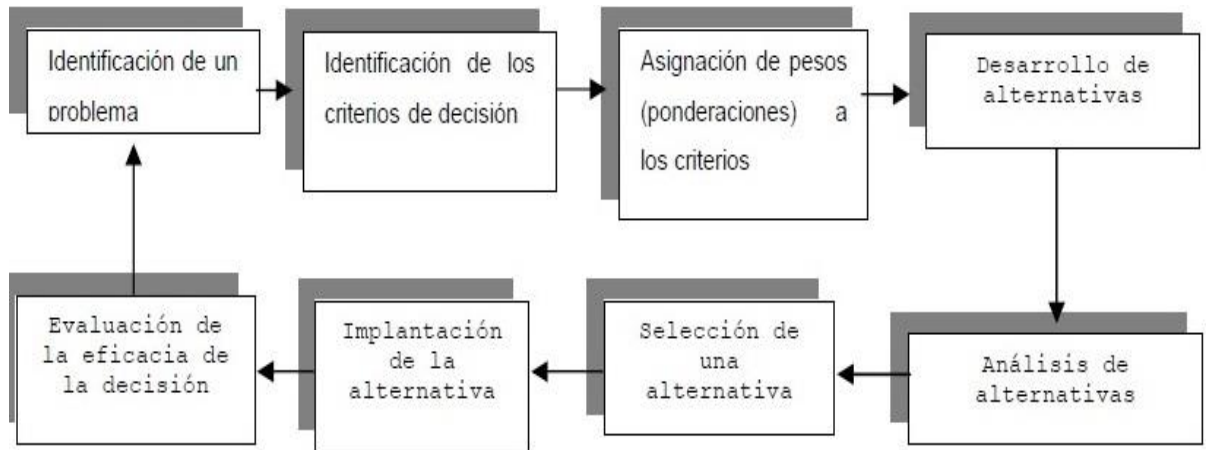 Identificación de un
problema
Identificación de los
criterios de decisión
Asignación de pesos
(ponderaciones) a
los criterios
Desarrollo de
alternativas
Análisis de
alternativas
Selección de
una
alternativa
Implantación
de la
alternativa
Evaluación de
la eficacia de
la decisión